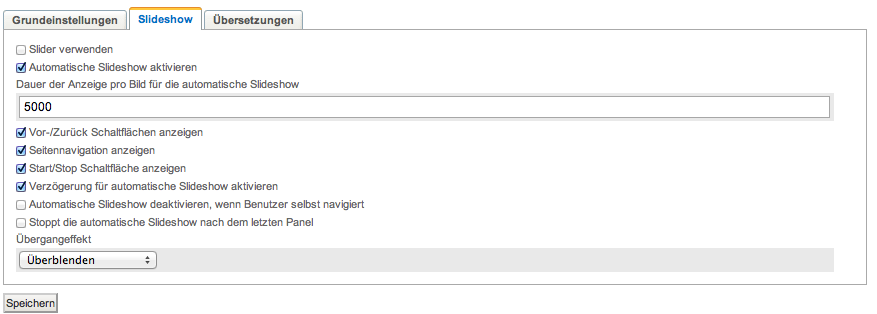 Grundeinstellungen Slideshow Übersetzungen
Slider verwenden
Automatische Slideshow aktivieren
Dauer der Anzeige pro Bild für die automatische Slideshow
5000
Vor-/Zurück Schaltflächen anzeigen
Seitennavigation anzeigen
Start/Stop Schaltfläche anzeigen
Verzögerung für automatische Slideshow aktivieren
Automatische Slideshow deaktivieren, wenn Benutzer selbst navigiert
Stoppt die automatische Slideshow nach dem letzten Panel
Übergangeffekt
Überblenden
Speichern